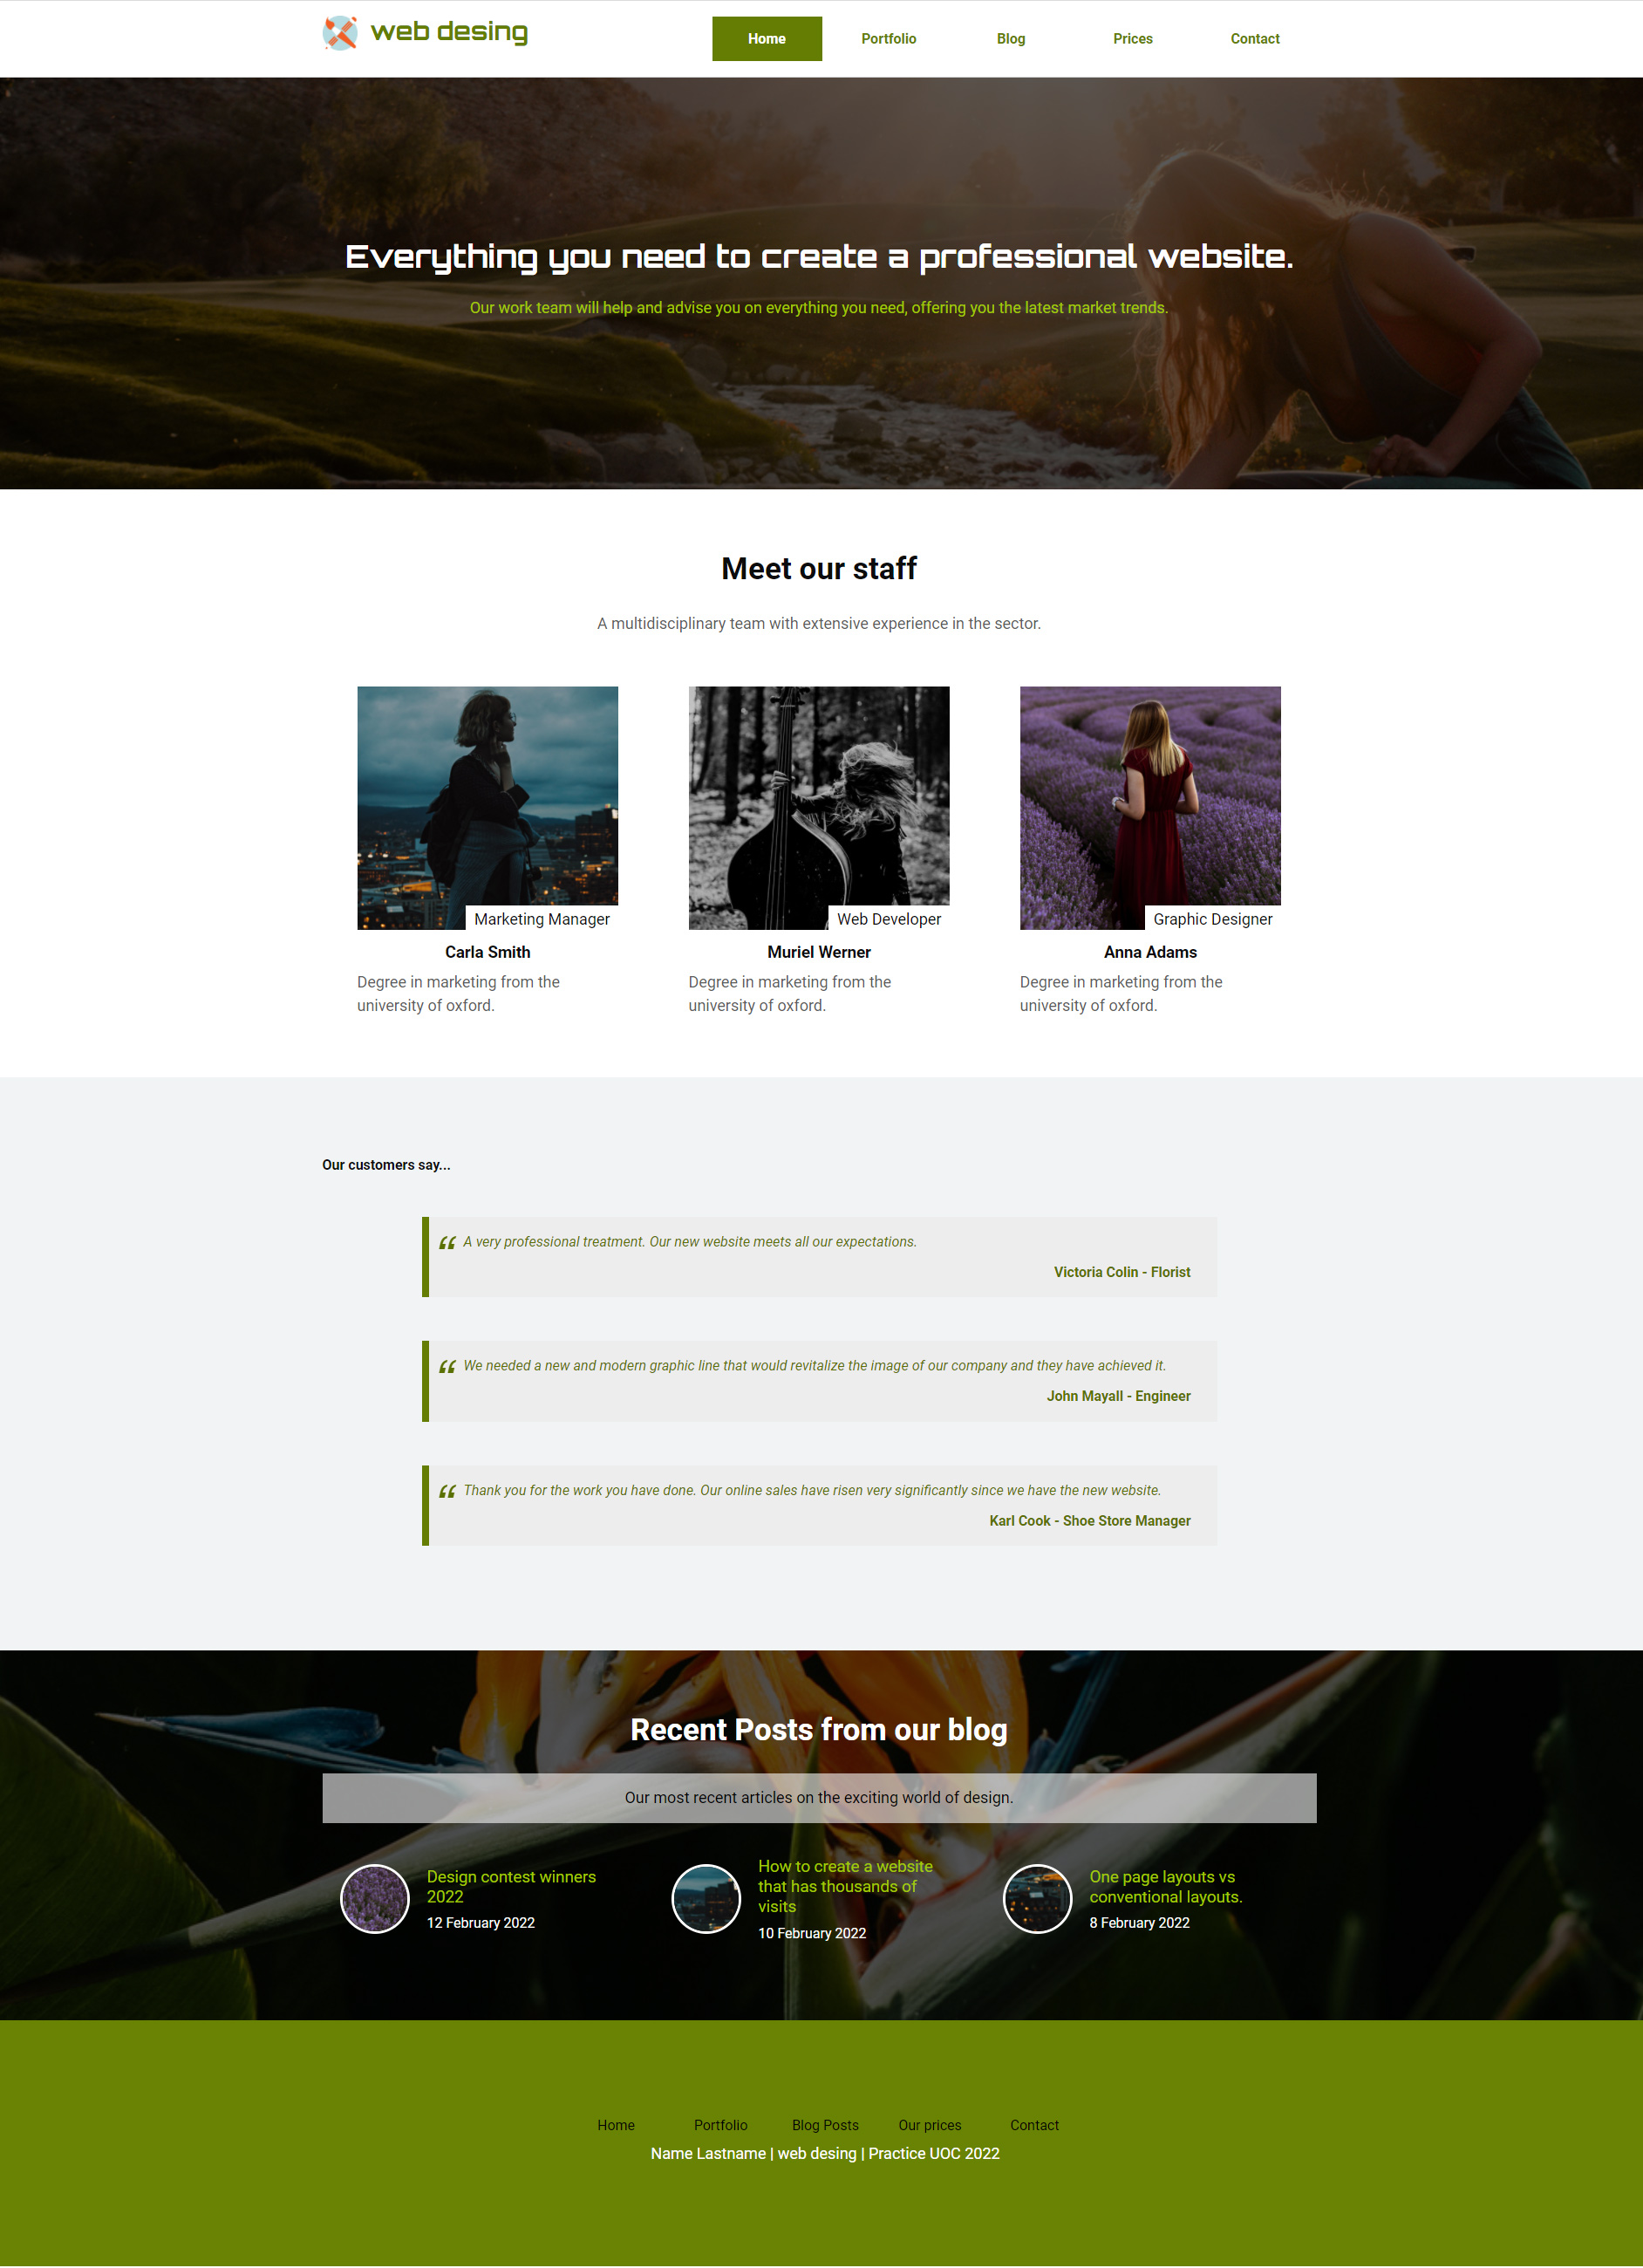 web desing
Home
Portfolio
Blog
Prices
Contact
Everything you need to create a professional website.
Our work team will help and advise you on everything you need, offering you the latest market trends.
Meet our staff
A multidisciplinary team with extensive experience in the sector.
Marketing Manager
Carla Smith
Degree in marketing from the
university of oxford.
Web Developer
Muriel Werner
Degree in marketing from the
university of oxford.
Graphic Designer
Anna Adams
Degree in marketing from the
university of oxford.
Our customers say...
“ A very professional treatment. Our new website meets all our expectations.
Victoria Colin - Florist
“ We needed a new and modern graphic line that would revitalize the image of our company and they have achieved it.
John Mayall - Engineer
“ Thank you for the work you have done. Our online sales have risen very significantly since we have the new website.
Karl Cook - Shoe Store Manager
Recent Posts from our blog
Our most recent articles on the exciting world of design.
Design contest winners
2022
12 February 2022
How to create a website
that has thousands of
visits
10 February 2022
One page layouts vs
conventional layouts.
8 February 2022
Home
Portfolio
Blog Posts
Our prices
Contact
Name Lastname | web desing | Practice UOC 2022